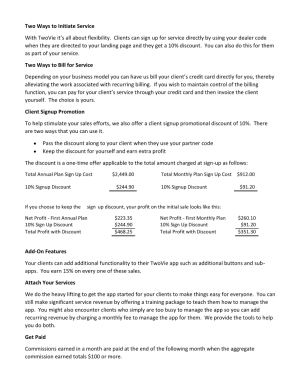 Two Ways to Initiate Service
With TwoVie it's all about flexibility. Clients can sign up for service directly by using your dealer code
when they are directed to your landing page and they get a 10% discount. You can also do this for them
as part of your service.
Two Ways to Bill for Service
Depending on your business model you can have us bill your client's credit card directly for you, thereby
alleviating the work associated with recurring billing. If you wish to maintain control of the billing
function, you can pay for your client's service through your credit card and then invoice the client
yourself. The choice is yours.
Client Signup Promotion
To help stimulate your sales efforts, we also offer a client signup promotional discount of 10%. There
are two ways that you can use it.
• Pass the discount along to your client when they use your partner code
• Keep the discount for yourself and earn extra profit
The discount is a one-time offer applicable to the total amount charged at sign-up as follows:
Total Annual Plan Sign Up Cost $2,449.00 Total Monthly Plan Sign Up Cost $912.00
10% Signup Discount $244.90 10% Signup Discount $91.20
If you choose to keep the sign up discount, your profit on the initial sale looks like this:
Net Profit - First Annual Plan $223.35 Net Profit - First Monthly Plan $260.10
10% Sign Up Discount $244.90 10% Sign Up Discount $91.20
Total Profit with Discount $468.25 Total Profit with Discount $351.30
Add-On Features
Your clients can add additional functionality to their TwoVie app such as additional buttons and sub-
apps. You earn 15% on every one of these sales.
Attach Your Services
We do the heavy lifting to get the app started for your clients to make things easy for everyone. You can
still make significant service revenue by offering a training package to teach them how to manage the
app. You might also encounter clients who simply are too busy to manage the app so you can add
recurring revenue by charging a monthly fee to manage the app for them. We provide the tools to help
you do both.
Get Paid
Commissions earned in a month are paid at the end of the following month when the aggregate
commission earned totals $100 or more.